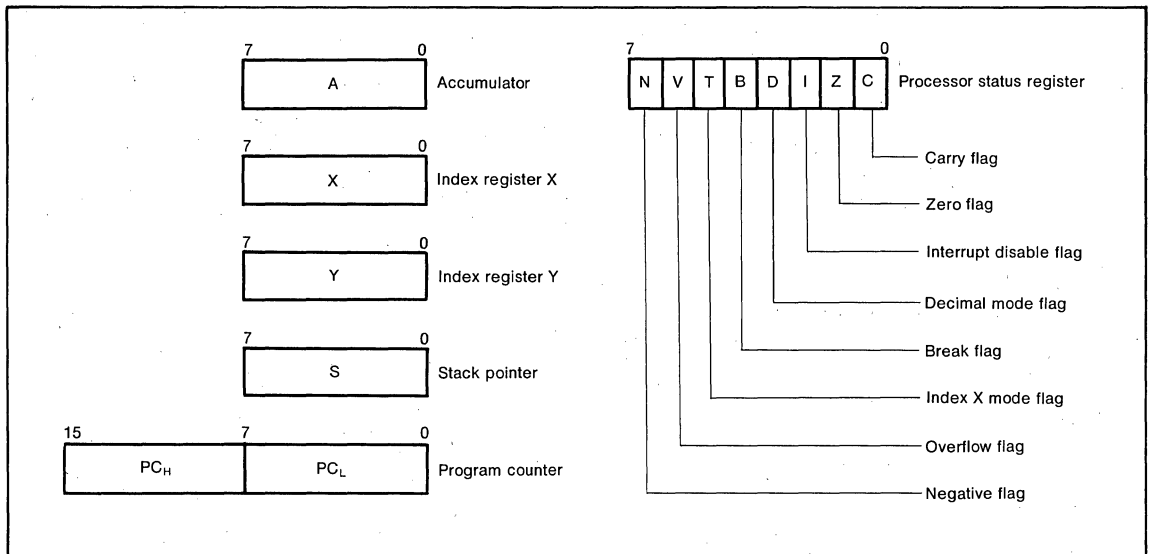 7 0
A Accumulator
7 0
X Index register X
7 0
Y Index register Y
7 0
S Stack pointer
15 7 0
PCH PCL Program counter
7 0
N V T B D I Z C Processor status register
Carry flag
Zero flag
Interrupt disable flag
Decimal mode flag
Break flag
Index X mode flag
Overflow flag
Negative flag